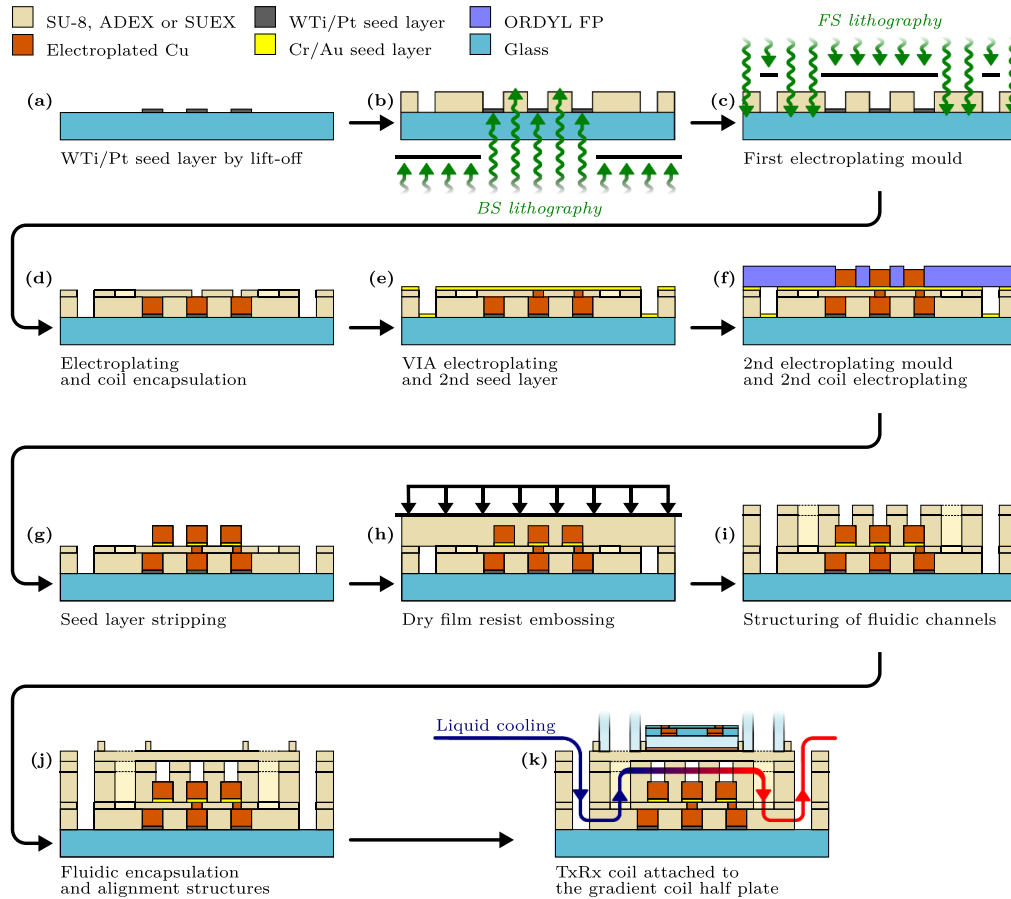 SU-8, ADEX or SUEX
WTi/Pt seed layer
ORDYL FP
Electroplated Cu
Cr/Au seed layer
Glass
FS lithography
(a)
(b)
(c)
WTi/Pt seed layer by lift-off
First electroplating mould
BS lithography
(d)
(e)
(f)
Electroplating
and coil encapsulation
VIA electroplating
and 2nd seed layer
2nd electroplating mould
and 2nd coil electroplating
(g)
(h)
(i)
Seed layer stripping
Dry film resist embossing
Structuring of fluidic channels
Liquid cooling
(j)
(k)
Fluidic encapsulation
and alignment structures
TxRx coil attached to
the gradient coil half plate